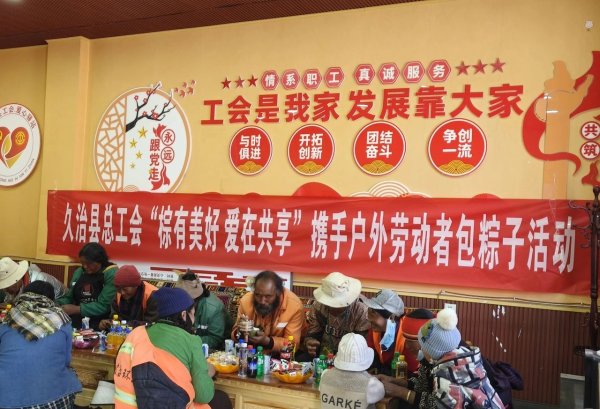 情系职工 真诚服务
工会是我家 发展靠大家
永远
跟党走
与时
俱进
开拓
创新
团结
奋斗
争创
一流
共筑
久治县总工会“粽有美好 爱在共享”携手户外劳动者包粽子活动
GARKÉ